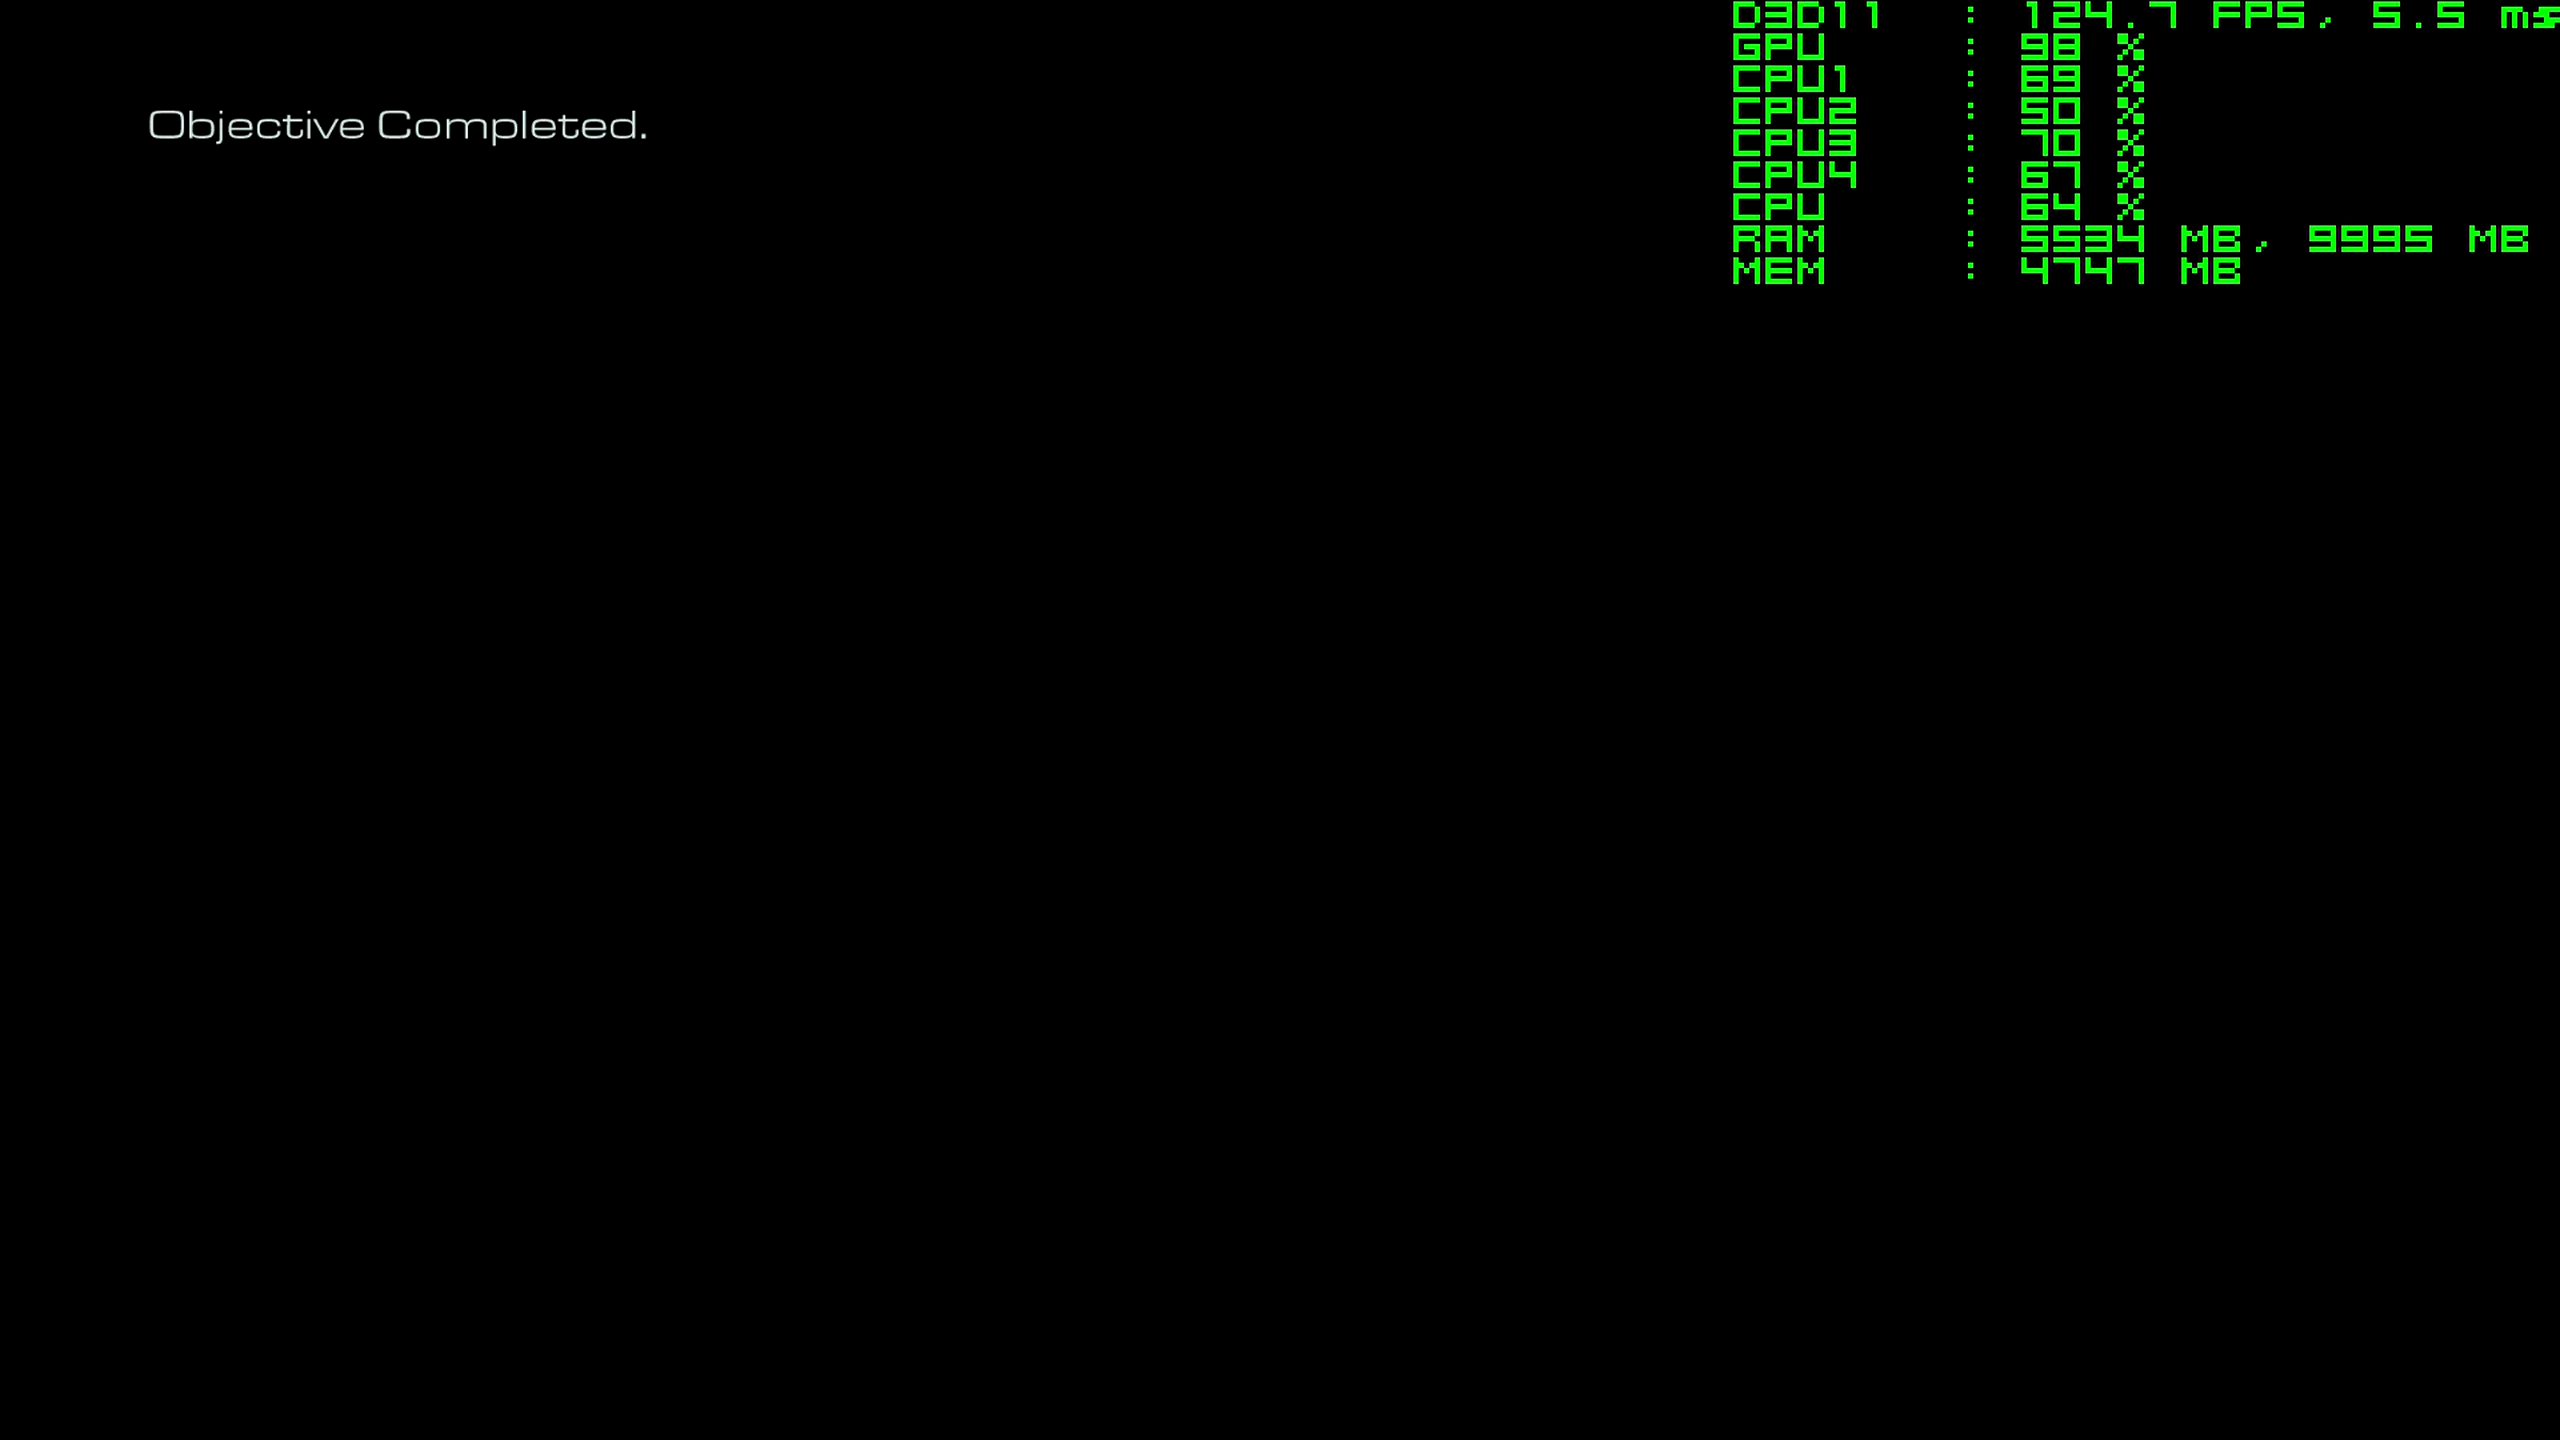 D3D11 : 124.7 FPS, 5.5 ms
GPU : 98 %
CPU1 : 69 %
Objective Completed.
CPU2 : 50 %
CPU3 : 70 %
CPU4 : 67 %
CPU : 64 %
RAM : 5534 MB, 9995 MB
MEM : 4747 MB